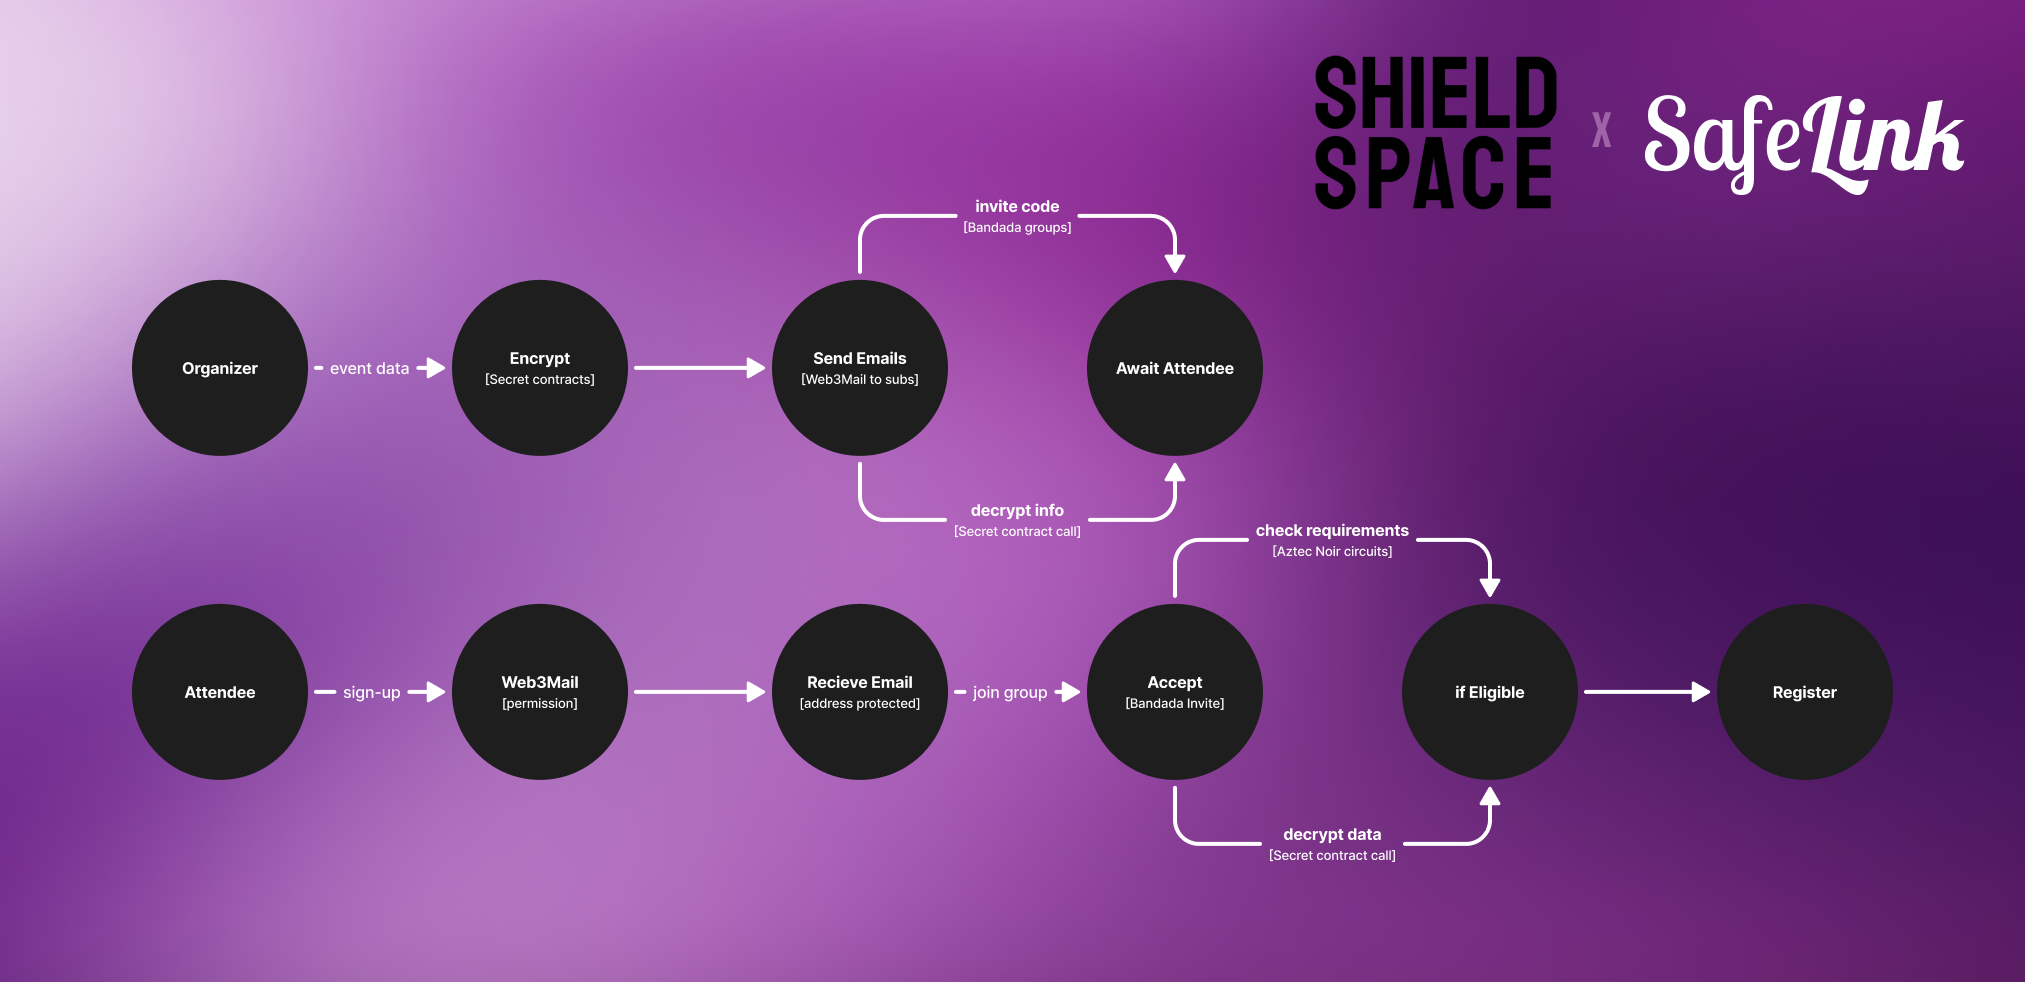 SHIELD
SPACE
X
SafeLink
invite code
[Bandada groups]
Organizer
event data
Encrypt
[Secret contracts]
Send Emails
[Web3Mail to subs]
Await Attendee
decrypt info
[Secret contract call]
check requirements
[Aztec Noir circuits]
Attendee
sign-up
Web3Mail
[permission]
Recieve Email
[address protected]
join group
Accept
[Bandada Invite]
if Eligible
Register
decrypt data
[Secret contract call]